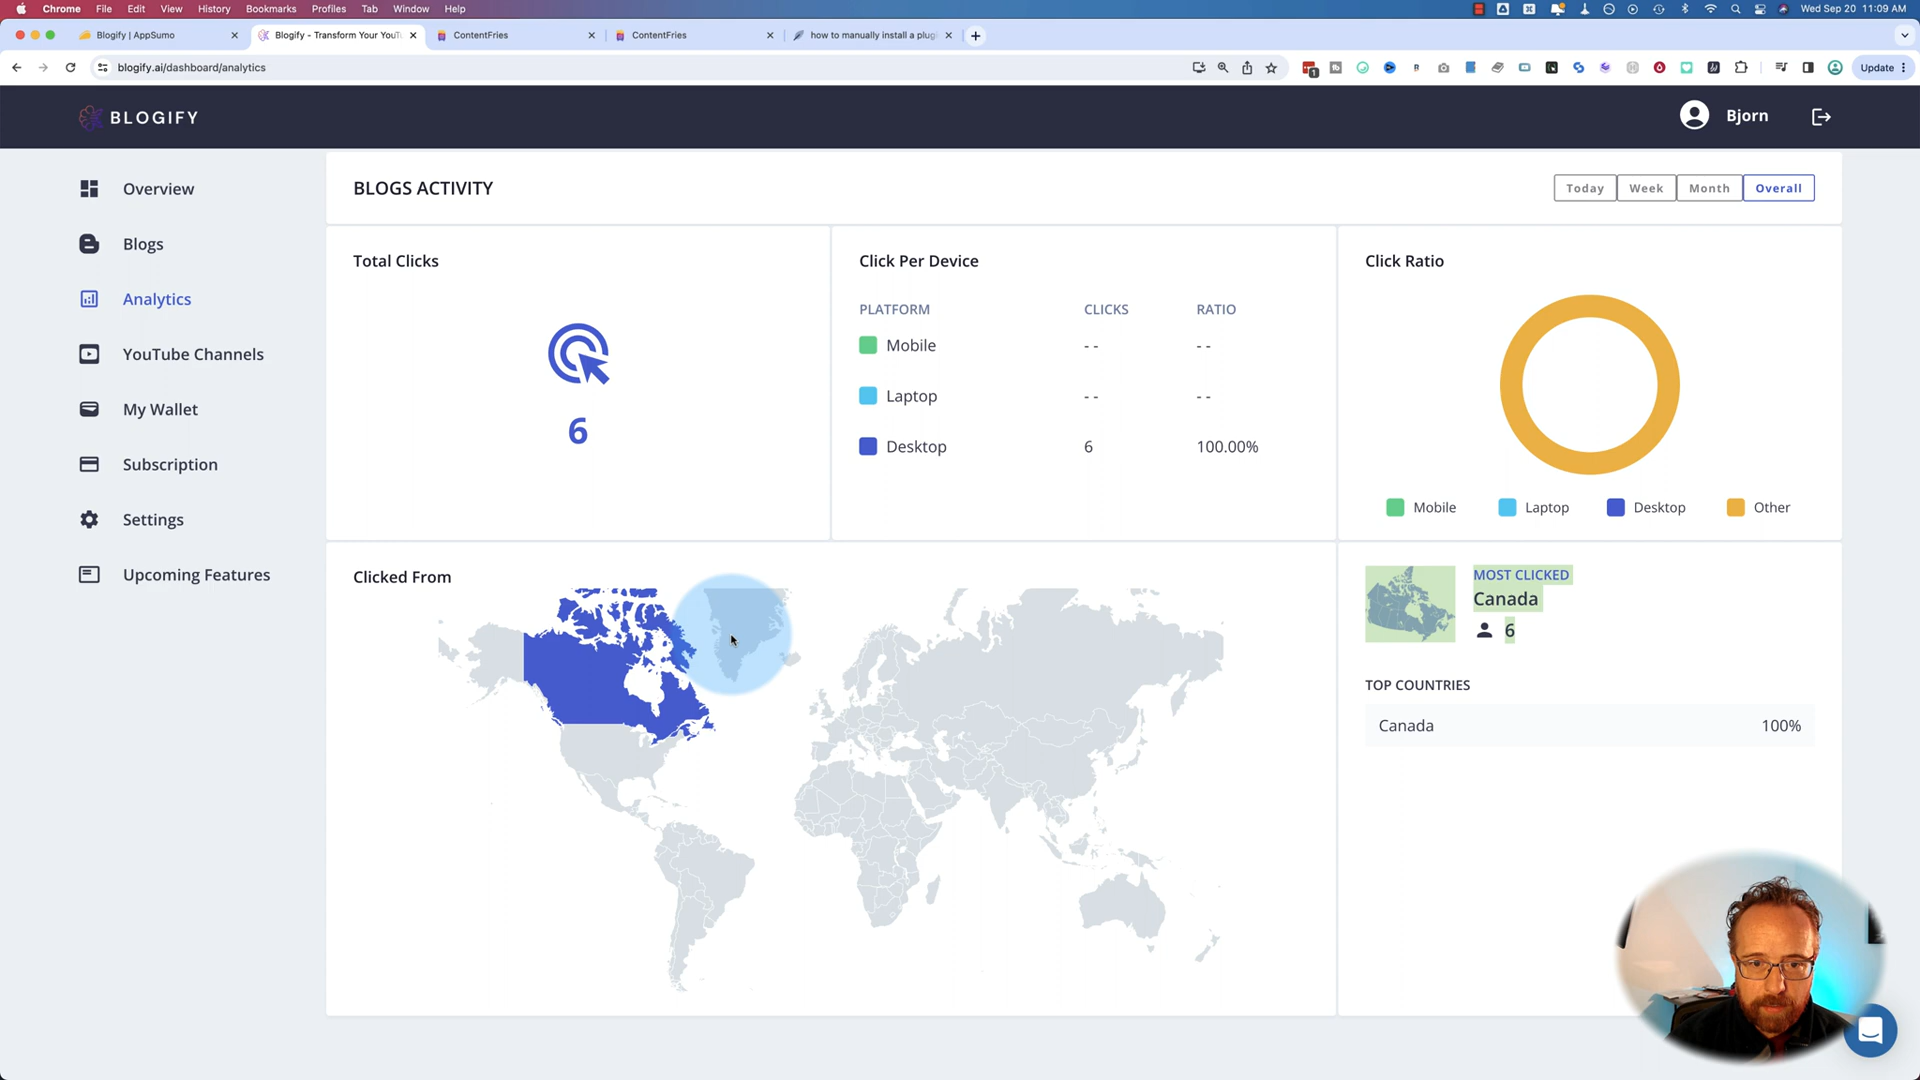 Chrome File Edit View History Bookmarks Profiles Tab Window Help
Wed Sep 20 11:09 AM
Blogify | AppSumo
Blogify - Transform Your YouTu
ContentFries
ContentFries
how to manually install a plug
blogify.ai/dashboard/analytics
1
Update
BLOGIFY
Bjorn
Overview
Blogs
Analytics
YouTube Channels
My Wallet
Subscription
Settings
Upcoming Features
BLOGS ACTIVITY
Today Week Month Overall
Total Clicks
6
Click Per Device
PLATFORM CLICKS RATIO
Mobile - - - -
Laptop - - - -
Desktop 6 100.00%
Click Ratio
Mobile Laptop Desktop Other
Clicked From
MOST CLICKED
Canada
6
TOP COUNTRIES
Canada 100%